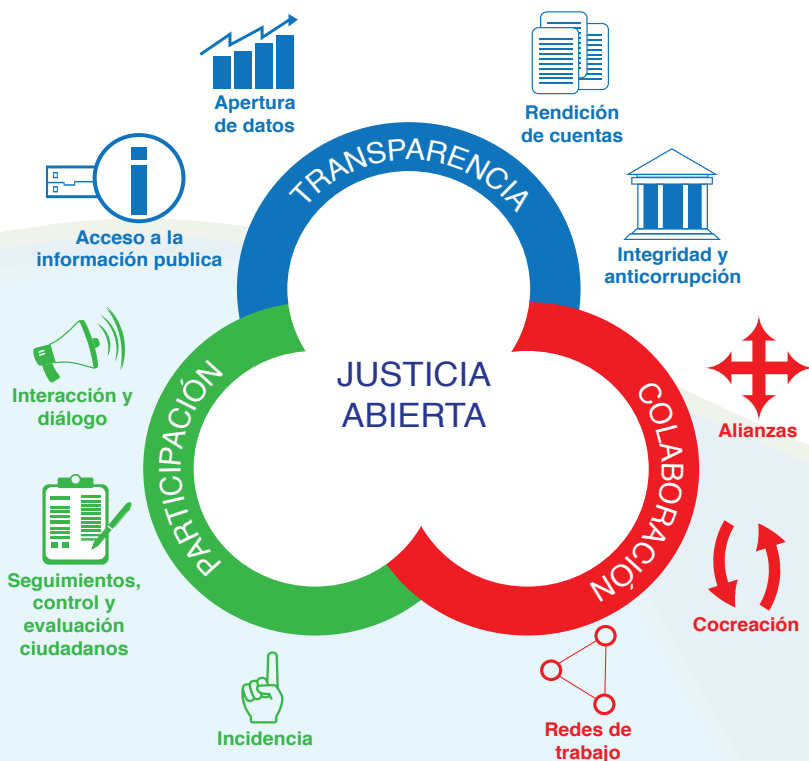 Apertura
de datos
Rendición
de cuentas
TRANSPARENCIA
Acceso a la
información publica
Integridad y
anticorrupción
JUSTICIA
ABIERTA
PARTICIPACIÓN
COLABORACIÓN
Interacción y
diálogo
Alianzas
Seguimientos,
control y
evaluación
ciudadanos
Cocreación
Incidencia
Redes de
trabajo